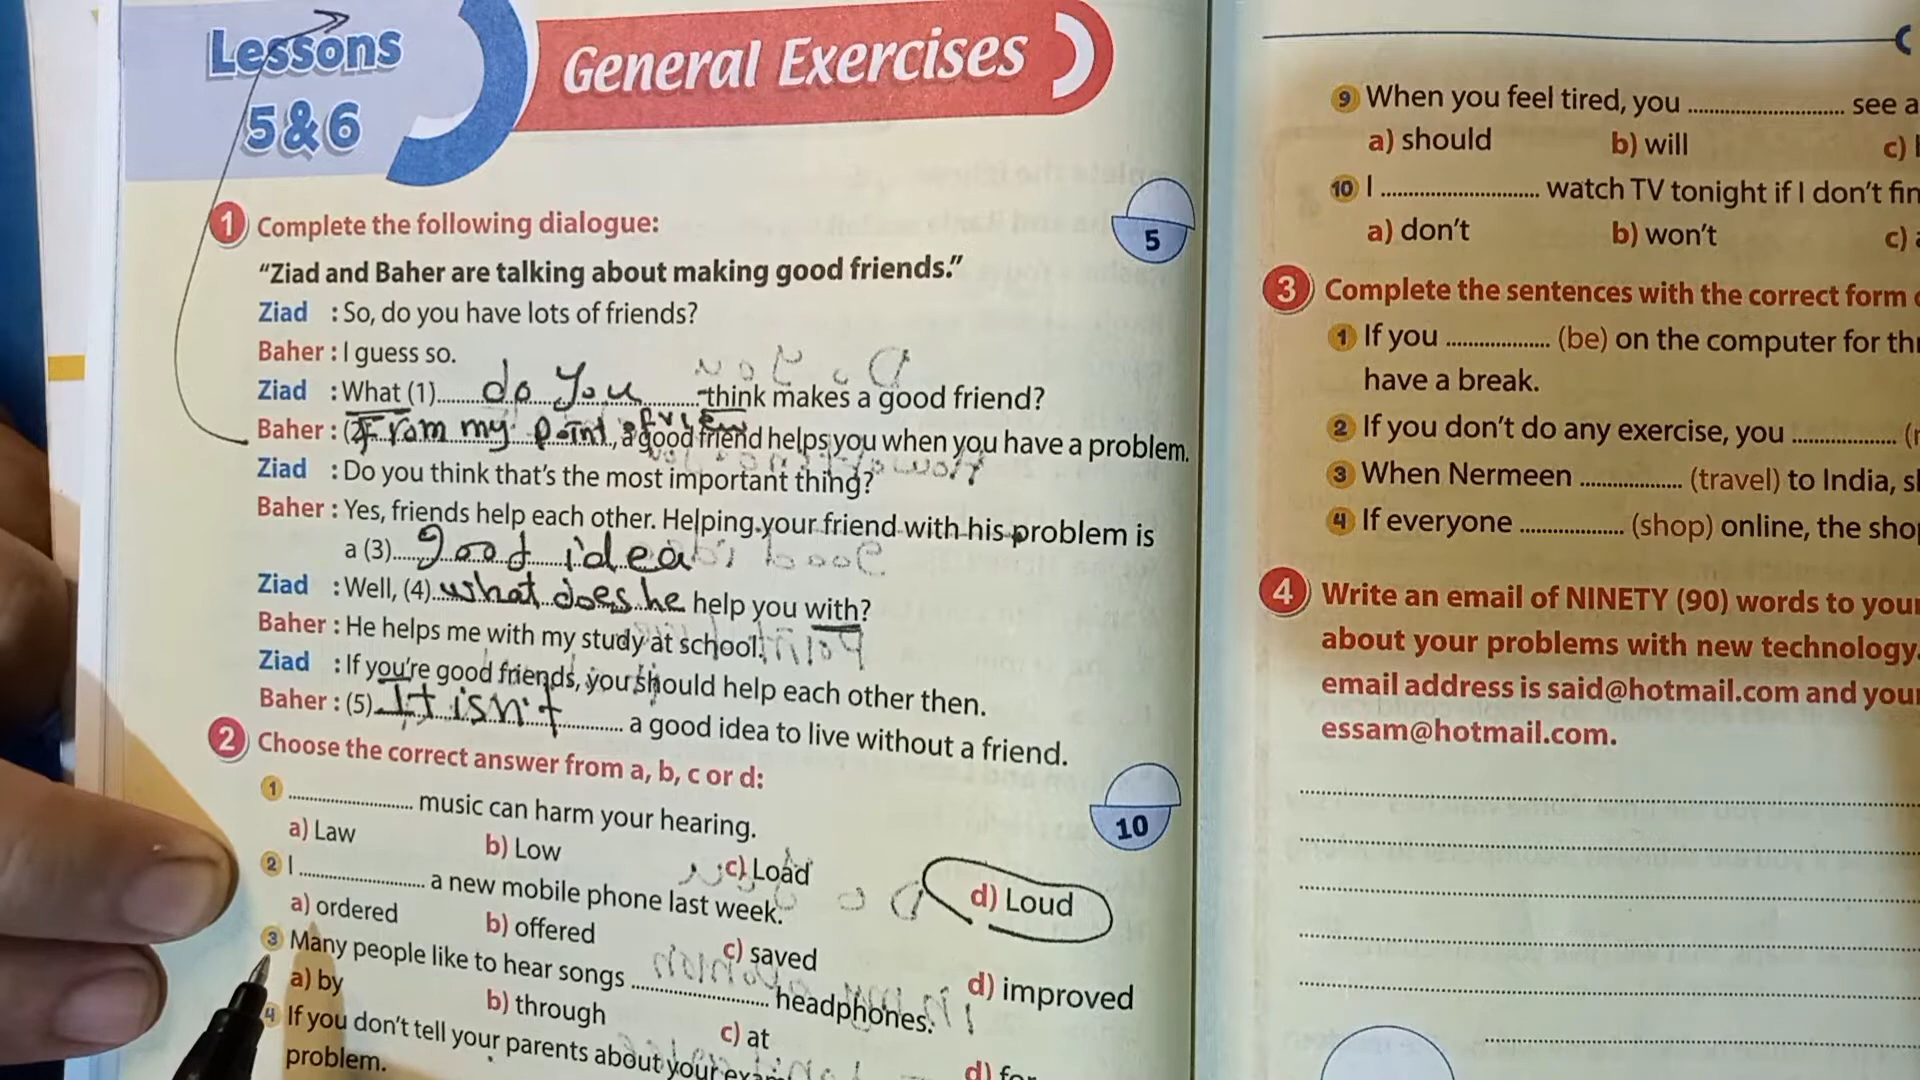 Lessons
5&6
General Exercises
1 Complete the following dialogue:
5
"Ziad and Baher are talking about making good friends."
Ziad : So, do you have lots of friends?
Baher : I guess so.
Ziad : What (1) do you think makes a good friend?
Baher : (2) From my point of view, a good friend helps you when you have a problem.
Ziad : Do you think that's the most important thing?
Baher : Yes, friends help each other. Helping your friend with his problem is
a (3) good idea
Ziad : Well, (4) what does he help you with?
Baher : He helps me with my study at school.
Ziad : If you're good friends, you should help each other then.
Baher : (5) It isn't a good idea to live without a friend.
2 Choose the correct answer from a, b, c or d:
10
1 .................... music can harm your hearing.
a) Law b) Low c) Load d) Loud
2 I .................... a new mobile phone last week.
a) ordered b) offered c) saved d) improved
3 Many people like to hear songs .................... headphones.
a) by b) through c) at d) for
4 If you don't tell your parents about your
problem.
9 When you feel tired, you .................... see a
a) should b) will c)
10 I .................... watch TV tonight if I don't
a) don't b) won't c)
3 Complete the sentences with the correct form
1 If you .................... (be) on the computer for
have a break.
2 If you don't do any exercise, you ....................
3 When Nermeen .................... (travel) to India,
4 If everyone .................... (shop) online, the
4 Write an email of NINETY (90) words to your
about your problems with new technology.
email address is said@hotmail.com and your
essam@hotmail.com.